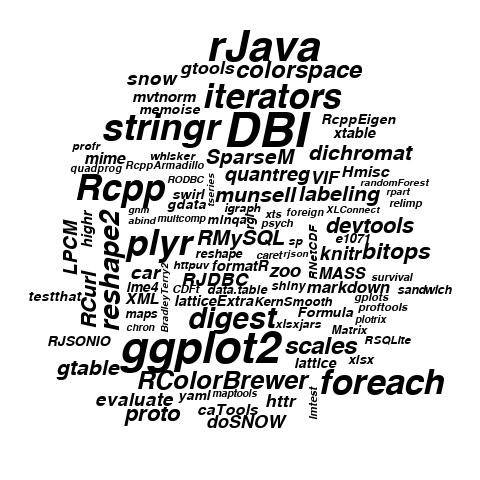 rJava
gtools colorspace
snow
mvtnorm iterators
memoise
stringr DBI RcppEigen
xtable
profr
mime whisker SparseM dichromat
quadprog RcppArmadillo quantreg VIF Hmisc
Rcpp RODBC tseries randomForest
swirl munsell labeling rpart
gdata relimp
gnm igraph xts foreign XLConnect
abind multcomp minqa psych devtools
LPCM highr reshape2 plyr RMySQL sp RNetCDF e1071
reshape caret rjson knitr bitops
car httpuv formatR zoo MASS survival
lme4 CDFt RJDBC shiny markdown sandwich
testthat RCurl XML BradleyTerry2 data.table gplots
latticeExtra KernSmooth proftools
maps digest Formula plotrix
chron xlsxjars Matrix
RJSONIO ggplot2 scales RSQLite
gtable lattice xlsx
RColorBrewer foreach
evaluate yaml maptools httr lmtest
proto caTools
doSNOW